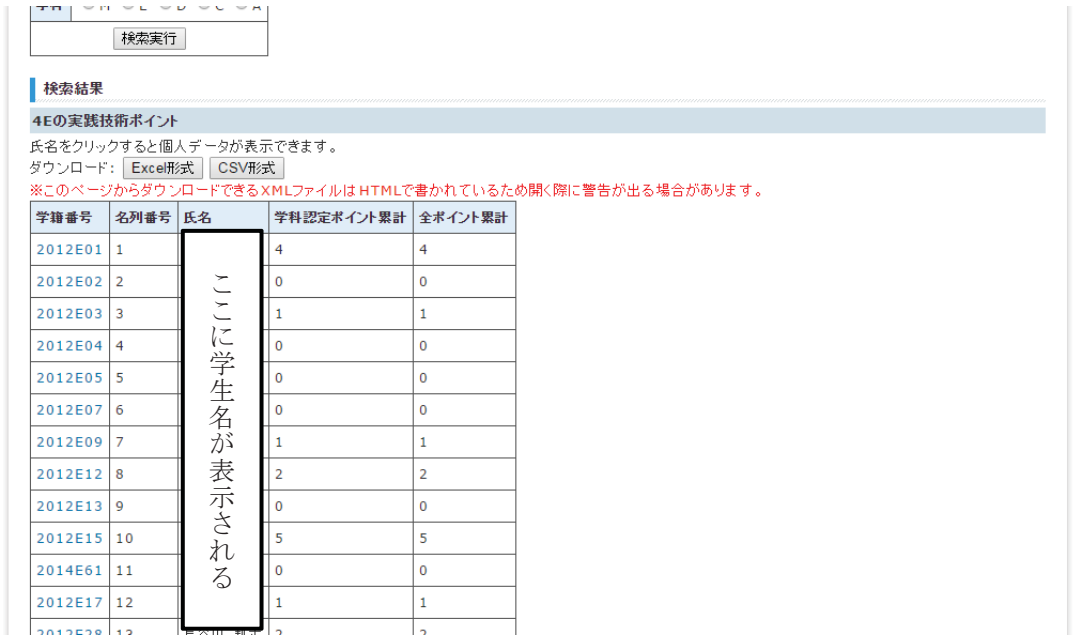 学科 M E D C A
検索実行
検索結果
4Eの実践技術ポイント
氏名をクリックすると個人データが表示できます。
ダウンロード: Excel形式 CSV形式
※このページからダウンロードできるXMLファイルはHTMLで書かれているため開く際に警告が出る場合があります。
学籍番号 名列番号 氏名 学科認定ポイント累計 全ポイント累計
2012E01 1 4 4
2012E02 2 0 0
2012E03 3 1 1
2012E04 4 0 0
2012E05 5 0 0
2012E07 6 0 0
2012E09 7 1 1
2012E12 8 2 2
2012E13 9 0 0
2012E15 10 5 5
2014E61 11 0 0
2012E17 12 1 1
2012E28 13 2 2
ここに学生名が表示される